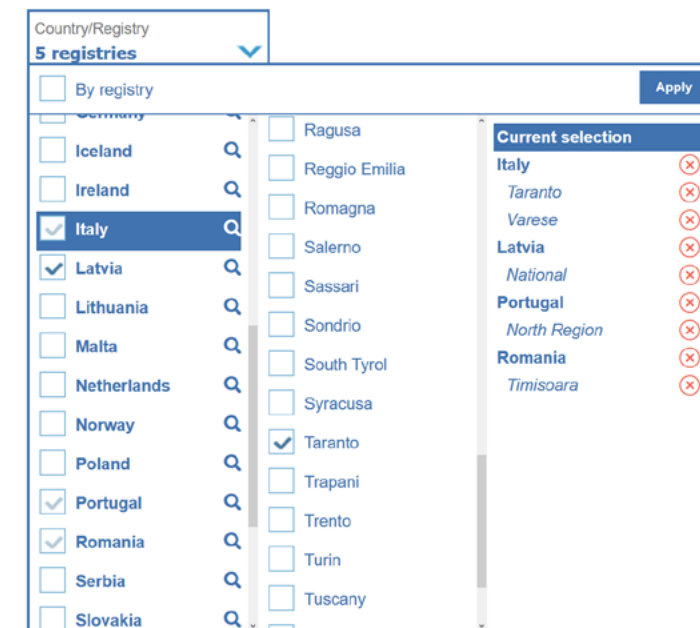 Country/Registry
5 registries
By registry
Apply
Germany
Iceland
Ireland
Italy
Latvia
Lithuania
Malta
Netherlands
Norway
Poland
Portugal
Romania
Serbia
Slovakia
Ragusa
Reggio Emilia
Romagna
Salerno
Sassari
Sondrio
South Tyrol
Syracusa
Taranto
Trapani
Trento
Turin
Tuscany
Current selection
Italy
Taranto
Varese
Latvia
National
Portugal
North Region
Romania
Timisoara